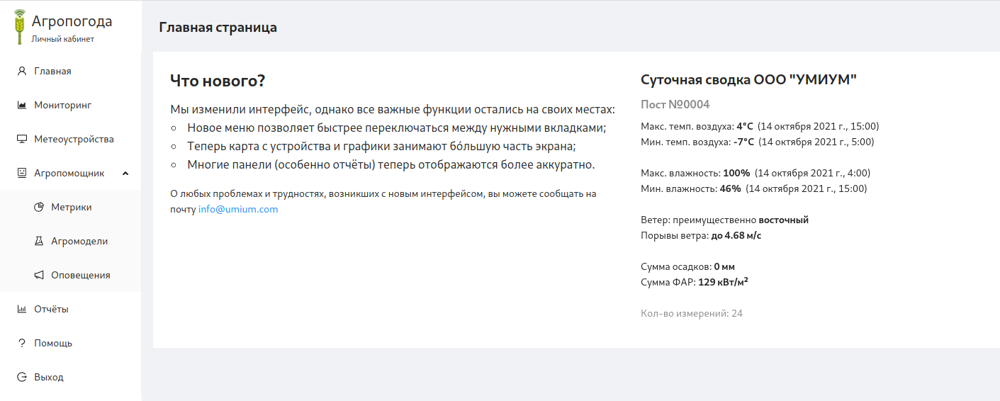 Агропогода
Личный кабинет
Главная
Мониторинг
Метеоустройства
Агропомощник
Метрики
Агромодели
Оповещения
Отчёты
Помощь
Выход
Главная страница
Что нового?
Мы изменили интерфейс, однако все важные функции остались на своих местах:
Новое меню позволяет быстрее переключаться между нужными вкладками;
Теперь карта с устройства и графики занимают бо́льшую часть экрана;
Многие панели (особенно отчёты) теперь отображаются более аккуратно.
О любых проблемах и трудностях, возникших с новым интерфейсом, вы можете сообщать на
почту info@umium.com
Суточная сводка ООО "УМИУМ"
Пост №0004
Макс. темп. воздуха: 4°C (14 октября 2021 г., 15:00)
Мин. темп. воздуха: -7°C (14 октября 2021 г., 5:00)
Макс. влажность: 100% (14 октября 2021 г., 4:00)
Мин. влажность: 46% (14 октября 2021 г., 15:00)
Ветер: преимущественно восточный
Порывы ветра: до 4.68 м/с
Сумма осадков: 0 мм
Сумма ФАР: 129 кВт/м²
Кол-во измерений: 24